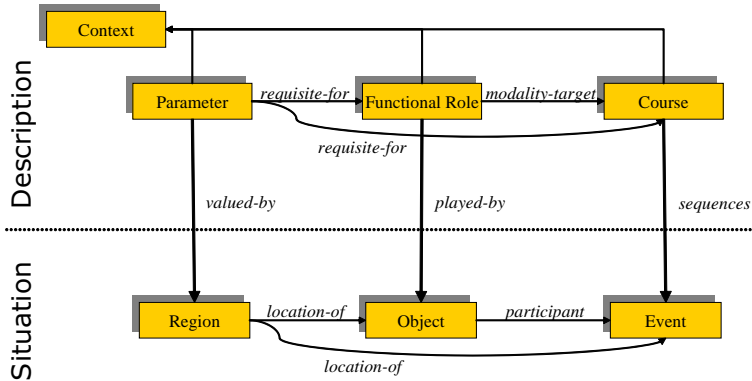 Context
Description
Parameter
requisite-for
Functional Role
modality-target
Course
requisite-for
valued-by
played-by
sequences
Situation
Region
location-of
Object
participant
Event
location-of